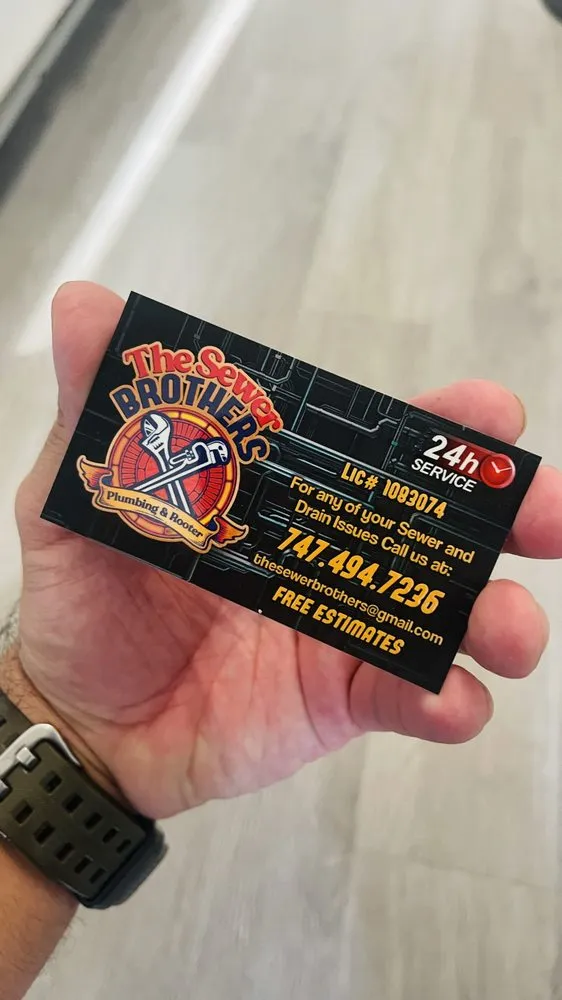 The Sewer
BROTHERS
Plumbing & Rooter
24h
SERVICE
LIC# 1083074
For any of your Sewer and
Drain Issues Call us at:
747.494.7236
thesewerbrothers@gmail.com
FREE ESTIMATES